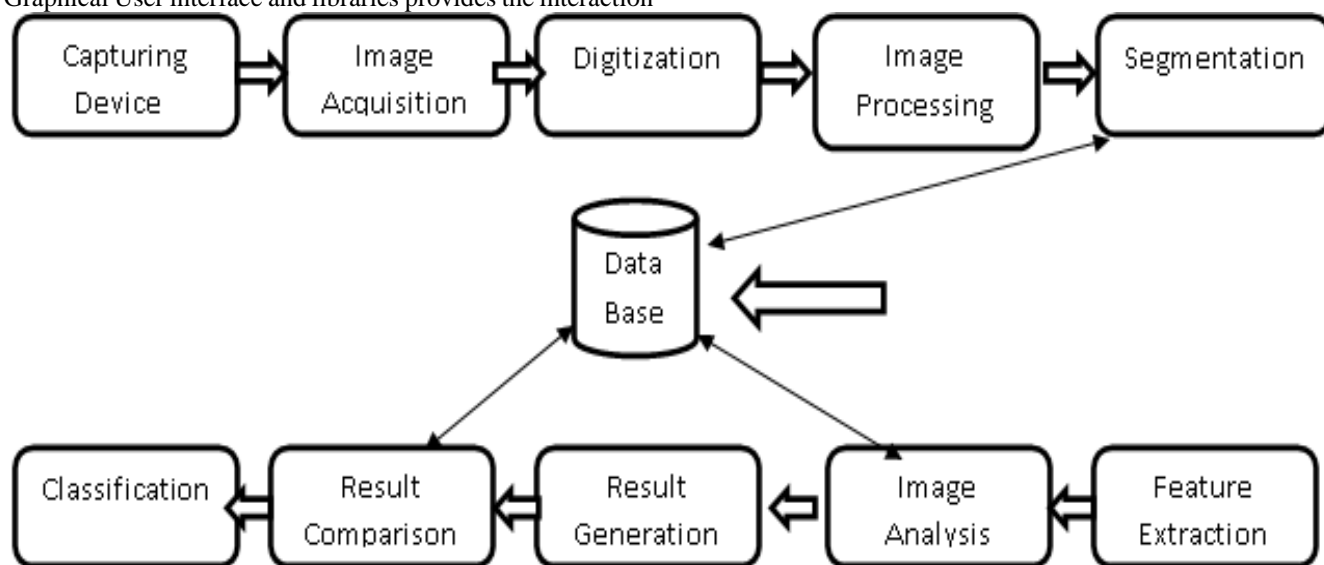 Graphical User interface and libraries provides the interaction
Capturing
Device
Image
Acquisition
Digitization
Image
Processing
Segmentation
Data
Base
Classification
Result
Comparison
Result
Generation
Image
Analysis
Feature
Extraction